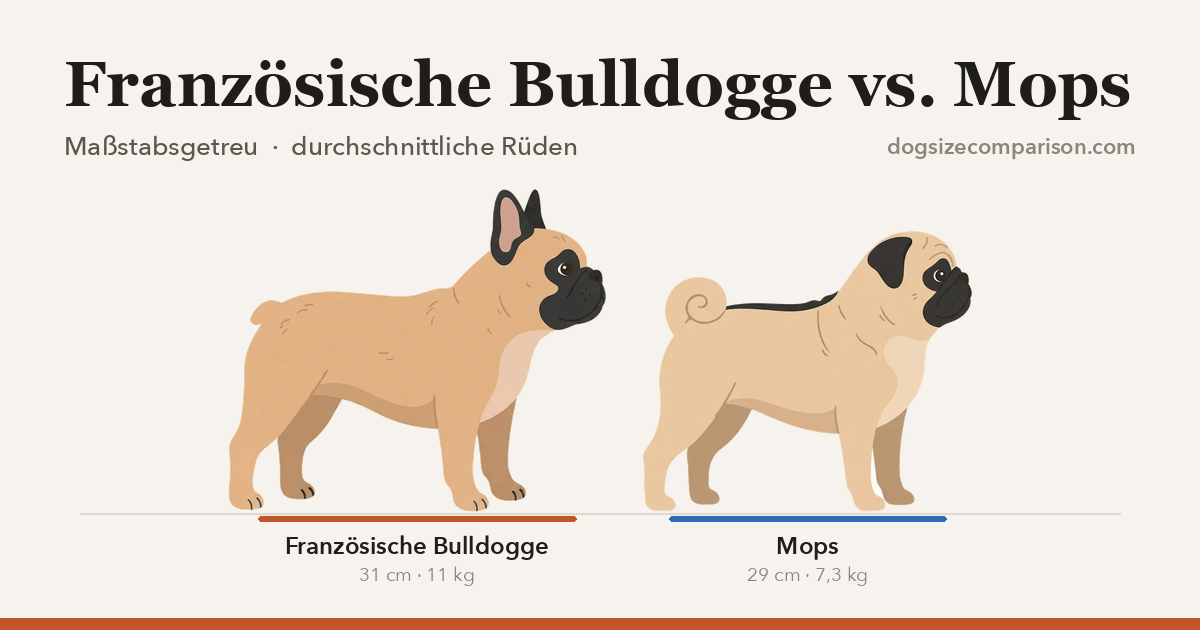 Französische Bulldogge vs. Mops
Maßstabsgetreu · durchschnittliche Rüden
dogsizecomparison.com
Französische Bulldogge
31 cm · 11 kg
Mops
29 cm · 7,3 kg